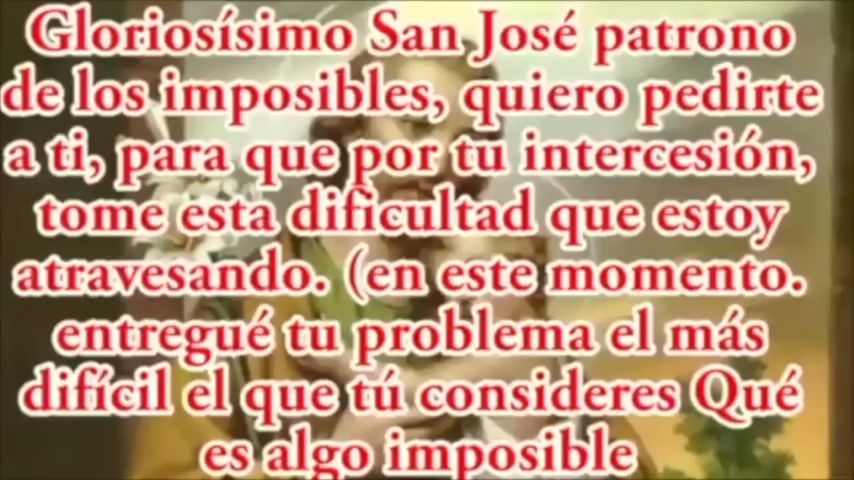 Gloriosísimo San José patrono
de los imposibles, quiero pedirte
a ti, para que por tu intercesión,
tome esta dificultad que estoy
atravesando. (en este momento.
entregué tu problema el más
difícil el que tú consideres Qué
es algo imposible